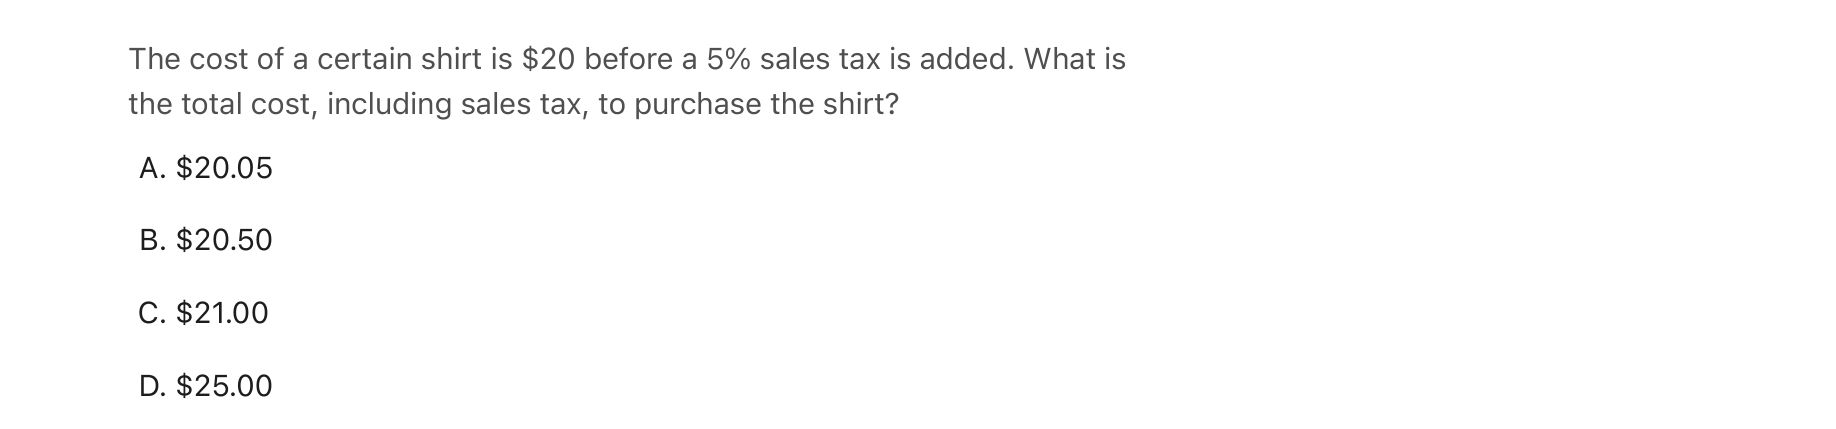 The cost of a certain shirt is $20 before a 5% sales tax is added. What is
the total cost, including sales tax, to purchase the shirt?
A. $20.05
B. $20.50
C. $21.00
D. $25.00